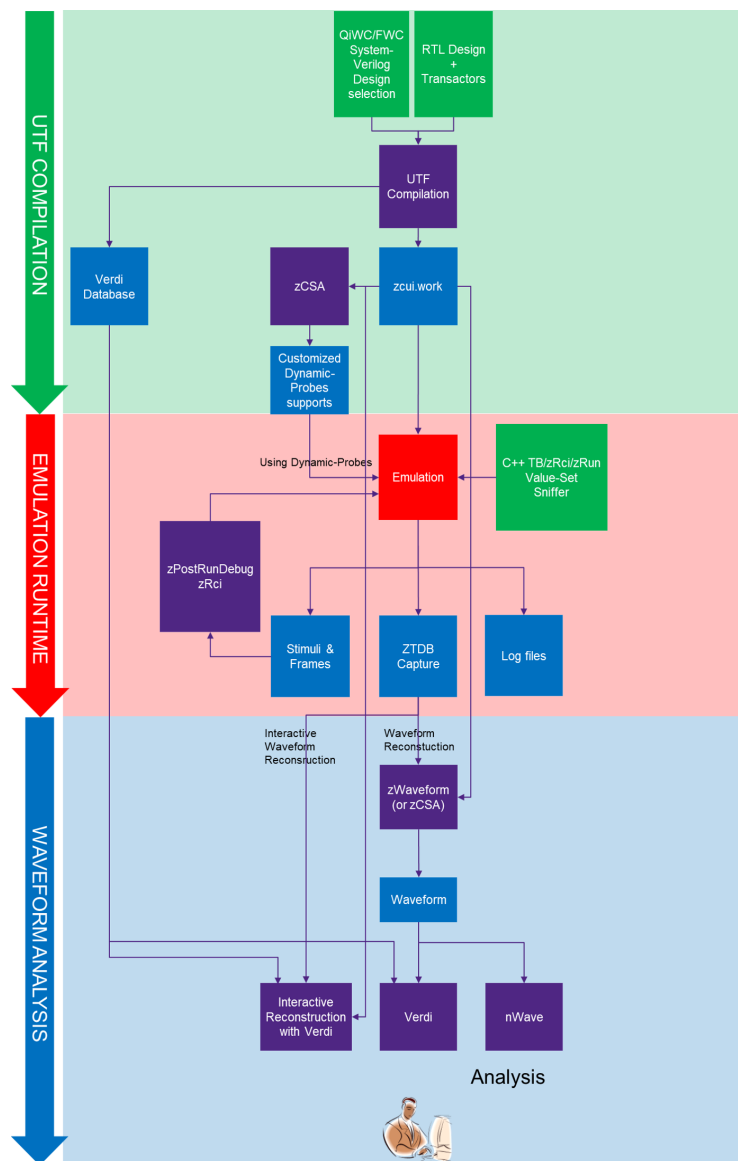 UTF COMPILATION
QiWC/FWC
System-
Verilog
Design
selection
RTL Design
+
Transactors
UTF
Compilation
Verdi
Database
zCSA
zcui.work
Customized
Dynamic-
Probes
supports
EMULATION RUNTIME
Using Dynamic-Probes
Emulation
C++ TB/zRci/zRun
Value-Set
Sniffer
zPostRunDebug
zRci
Stimuli &
Frames
ZTDB
Capture
Log files
WAVEFORM ANALYSIS
Interactive
Waveform
Reconsruction
Waveform
Reconstuction
zWaveform
(or zCSA)
Waveform
Interactive
Reconstruction
with Verdi
Verdi
nWave
Analysis